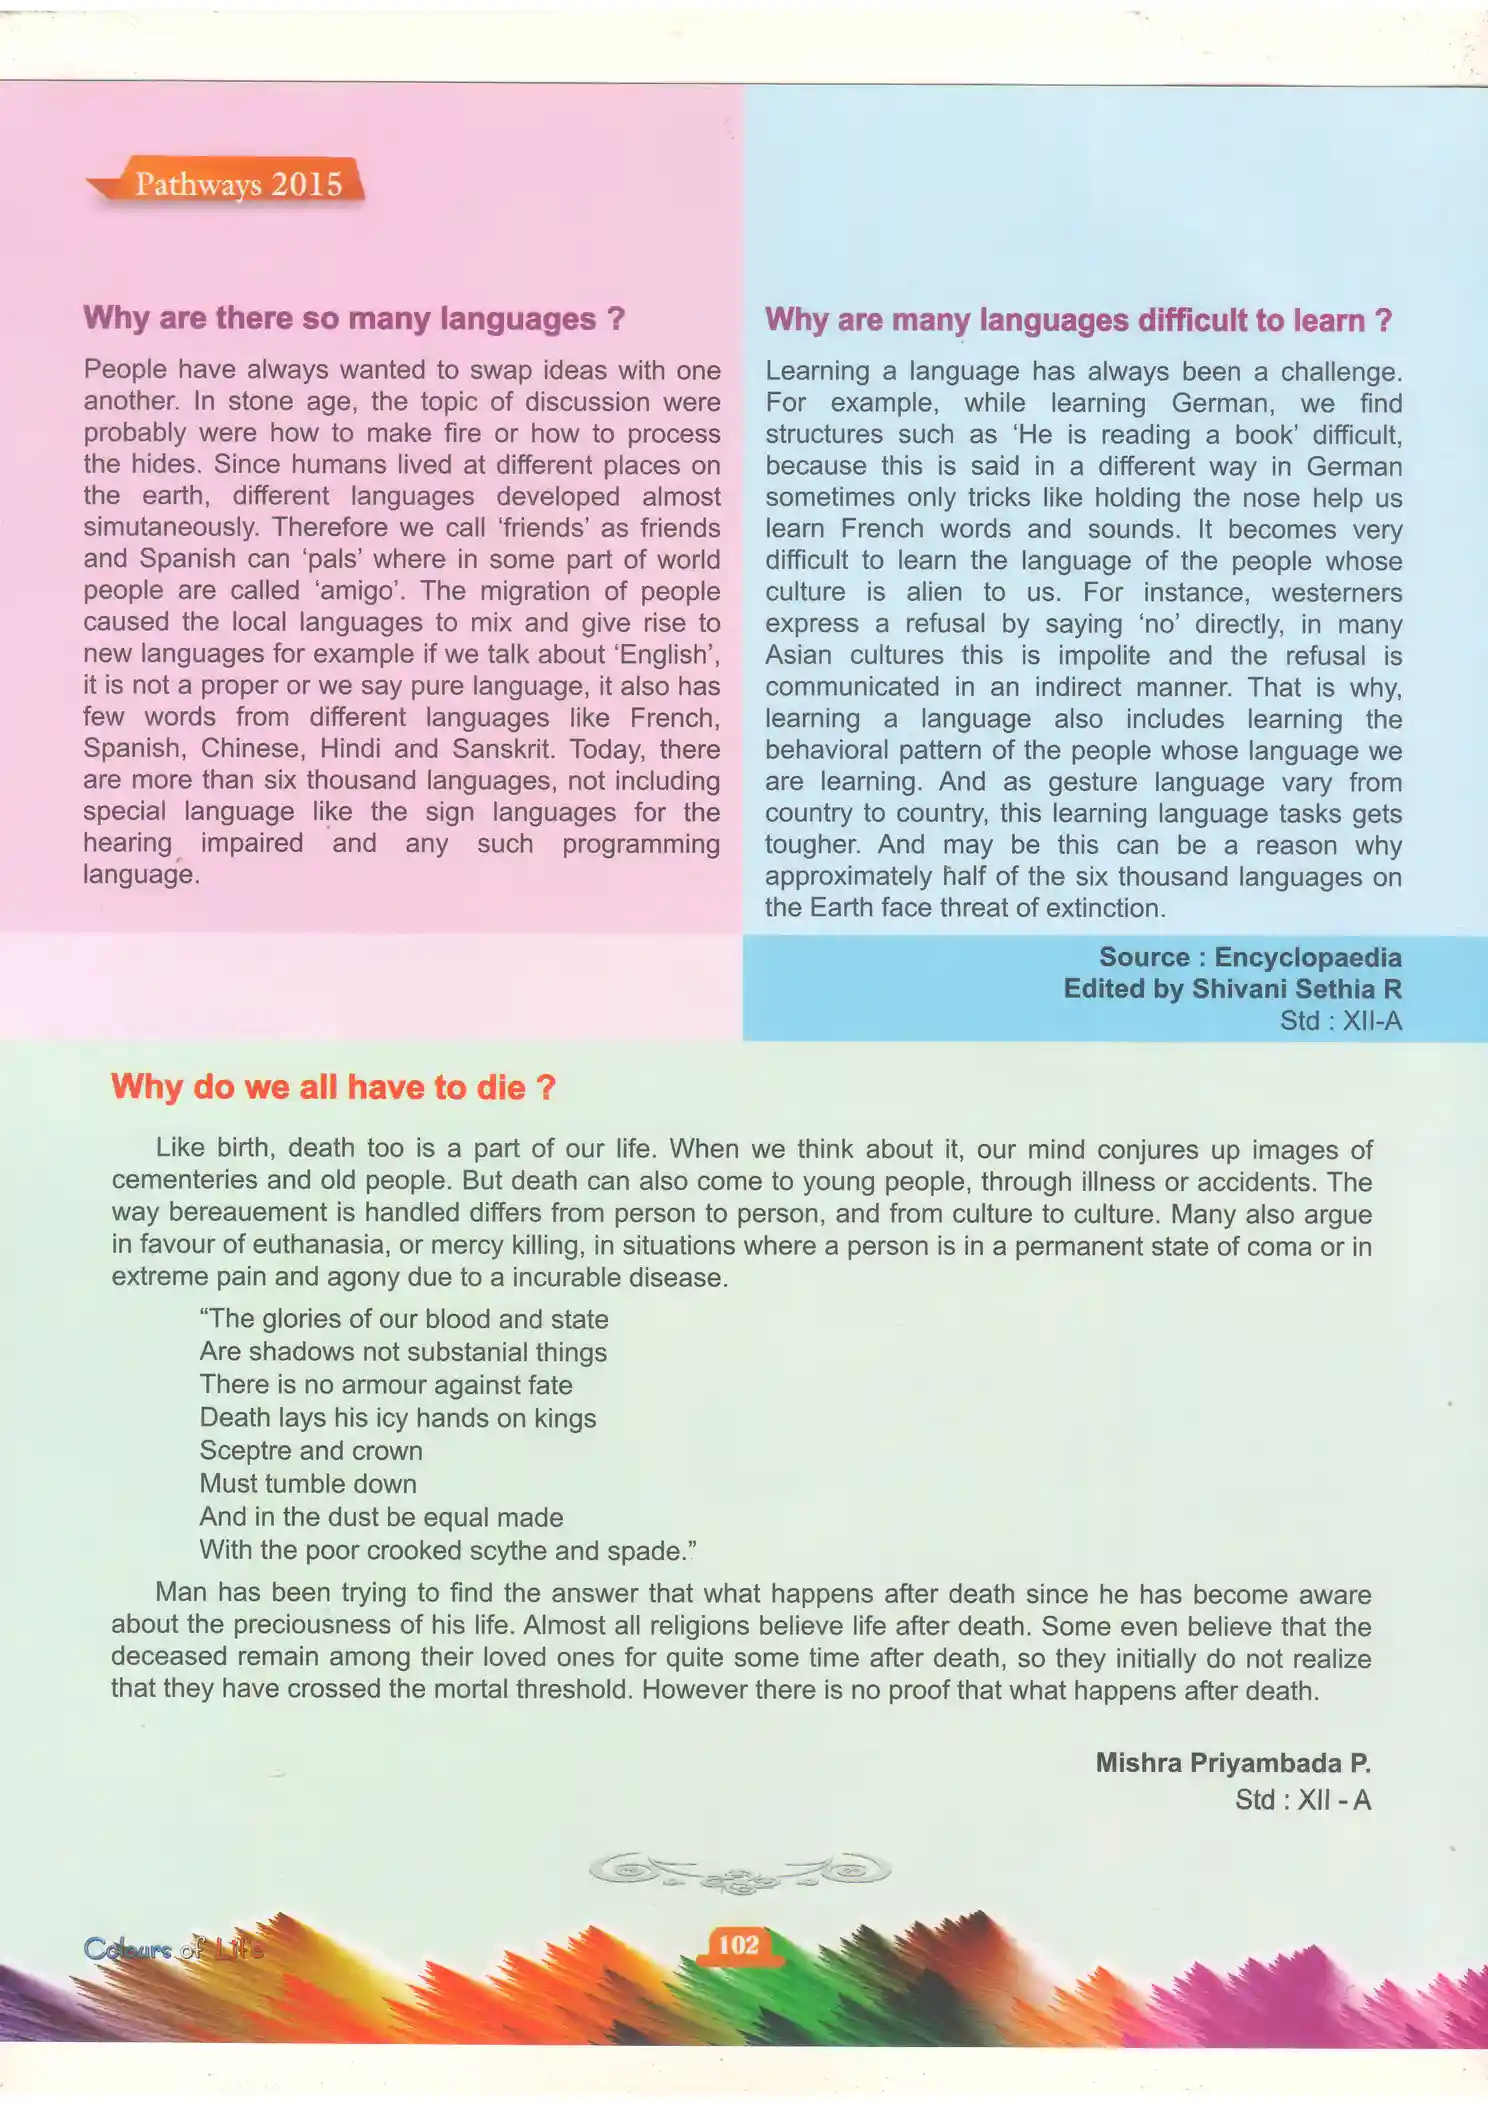 Pathways 2015
Why are there so many languages ?
People have always wanted to swap ideas with one
another. In stone age, the topic of discussion were
probably were how to make fire or how to process
the hides. Since humans lived at different places on
the earth, different languages developed almost
simutaneously. Therefore we call ‘friends’ as friends
and Spanish can ‘pals’ where in some part of world
people are called ‘amigo’. The migration of people
caused the local languages to mix and give rise to
new languages for example if we talk about ‘English’,
it is not a proper or we say pure language, it also has
few words from different languages like French,
Spanish, Chinese, Hindi and Sanskrit. Today, there
are more than six thousand languages, not including
special language like the sign languages for the
hearing impaired and any such programming
language.
Why are many languages difficult to learn ?
Learning a language has always been a challenge.
For example, while learning German, we find
structures such as ‘He is reading a book’ difficult,
because this is said in a different way in German
sometimes only tricks like holding the nose help us
learn French words and sounds. It becomes very
difficult to learn the language of the people whose
culture is alien to us. For instance, westerners
express a refusal by saying ‘no’ directly, in many
Asian cultures this is impolite and the refusal is
communicated in an indirect manner. That is why,
learning a language also includes learning the
behavioral pattern of the people whose language we
are learning. And as gesture language vary from
country to country, this learning language tasks gets
tougher. And may be this can be a reason why
approximately half of the six thousand languages on
the Earth face threat of extinction.
Source : Encyclopaedia
Edited by Shivani Sethia R
Std : XII-A
Why do we all have to die ?
Like birth, death too is a part of our life. When we think about it, our mind conjures up images of
cementeries and old people. But death can also come to young people, through illness or accidents. The
way bereauement is handled differs from person to person, and from culture to culture. Many also argue
in favour of euthanasia, or mercy killing, in situations where a person is in a permanent state of coma or in
extreme pain and agony due to a incurable disease.
“The glories of our blood and state
Are shadows not substanial things
There is no armour against fate
Death lays his icy hands on kings
Sceptre and crown
Must tumble down
And in the dust be equal made
With the poor crooked scythe and spade.”
Man has been trying to find the answer that what happens after death since he has become aware
about the preciousness of his life. Almost all religions believe life after death. Some even believe that the
deceased remain among their loved ones for quite some time after death, so they initially do not realize
that they have crossed the mortal threshold. However there is no proof that what happens after death.
Mishra Priyambada P.
Std : XII - A
Colours of Life
102